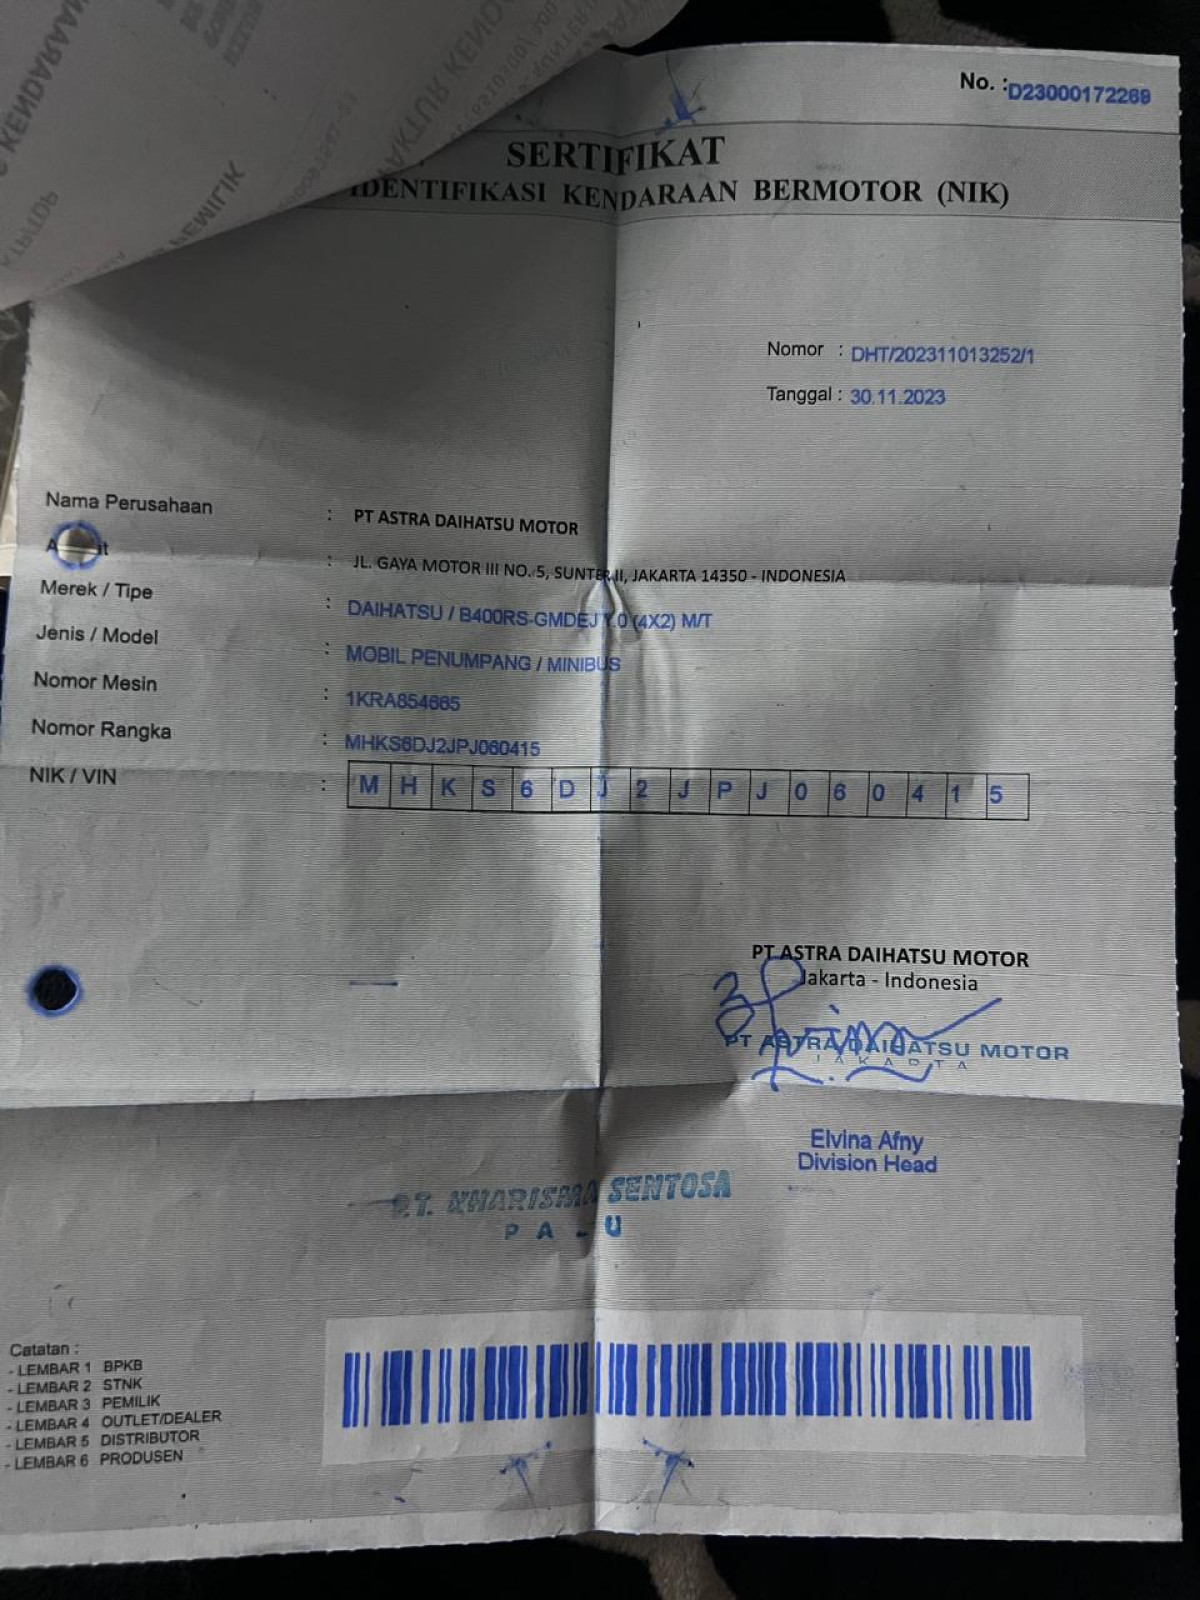 No. : D23000172269
SERTIFIKAT
IDENTIFIKASI KENDARAAN BERMOTOR (NIK)
Nomor : DHT/202311013252/1
Tanggal : 30.11.2023
Nama Perusahaan : PT ASTRA DAIHATSU MOTOR
: JL. GAYA MOTOR III NO. 5, SUNTER II, JAKARTA 14350 - INDONESIA
Merek / Tipe : DAIHATSU / B400RS-GMDEJ 1.0 (4X2) M/T
Jenis / Model : MOBIL PENUMPANG / MINIBUS
Nomor Mesin : 1KRA854665
Nomor Rangka : MHKS6DJ2JPJ060415
NIK / VIN : M H K S 6 D J 2 J P J 0 6 0 4 1 5
PT ASTRA DAIHATSU MOTOR
Jakarta - Indonesia
PT ASTRA DAIHATSU MOTOR
JAKARTA
Elvina Afny
Division Head
P.T. KHARISMA SENTOSA
P A L U
Catatan :
- LEMBAR 1 BPKB
- LEMBAR 2 STNK
- LEMBAR 3 PEMILIK
- LEMBAR 4 OUTLET/DEALER
- LEMBAR 5 DISTRIBUTOR
- LEMBAR 6 PRODUSEN